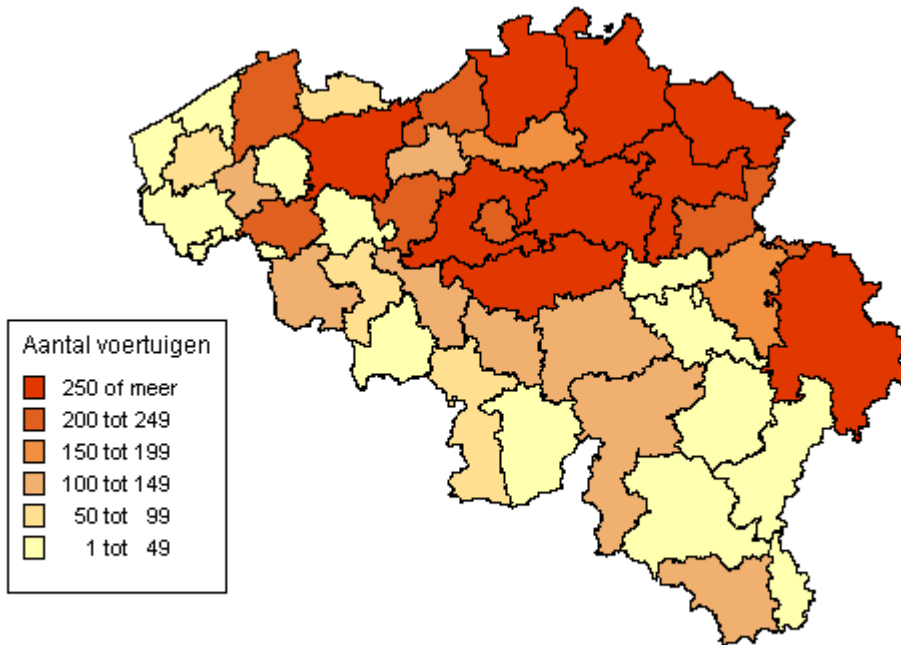 Aantal voertuigen
250 of meer
200 tot 249
150 tot 199
100 tot 149
50 tot 99
1 tot 49